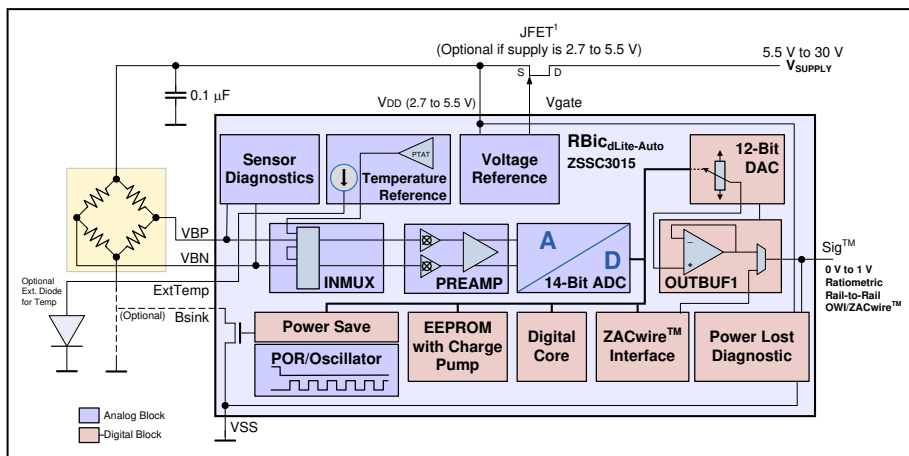 JFET1
(Optional if supply is 2.7 to 5.5 V)
5.5 V to 30 V
VSUPPLY
S
D
0.1 µF
VDD (2.7 to 5.5 V)
Vgate
Sensor
Diagnostics
PTAT
Temperature
Reference
Voltage
Reference
RBicdLite-Auto
ZSSC3015
12-Bit
DAC
VBP
VBN
INMUX
PREAMP
A
D
14-Bit ADC
OUTBUF1
Sig™
0 V to 1 V
Ratiometric
Rail-to-Rail
OWI/ZACwire™
Optional
Ext. Diode
for Temp
ExtTemp
(Optional)
Bsink
Power Save
POR/Oscillator
EEPROM
with Charge
Pump
Digital
Core
ZACwire™
Interface
Power Lost
Diagnostic
Analog Block
Digital Block
VSS